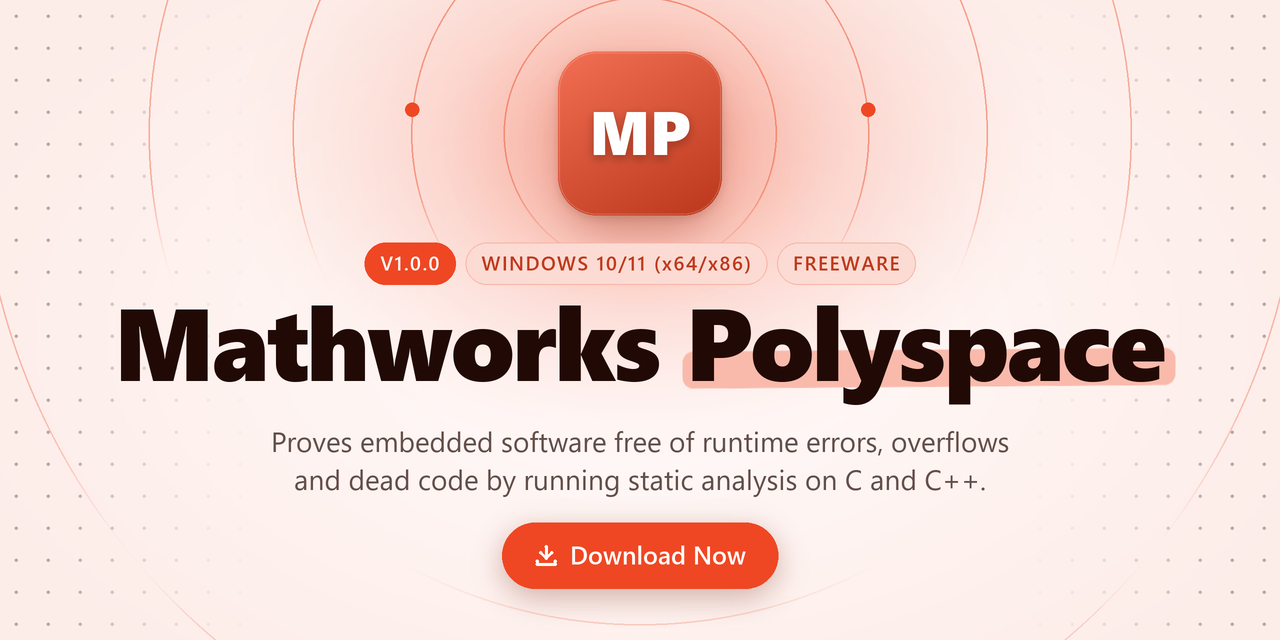 MP
V1.0.0
WINDOWS 10/11 (x64/x86)
FREEWARE
Mathworks Polyspace
Proves embedded software free of runtime errors, overflows
and dead code by running static analysis on C and C++.
Download Now